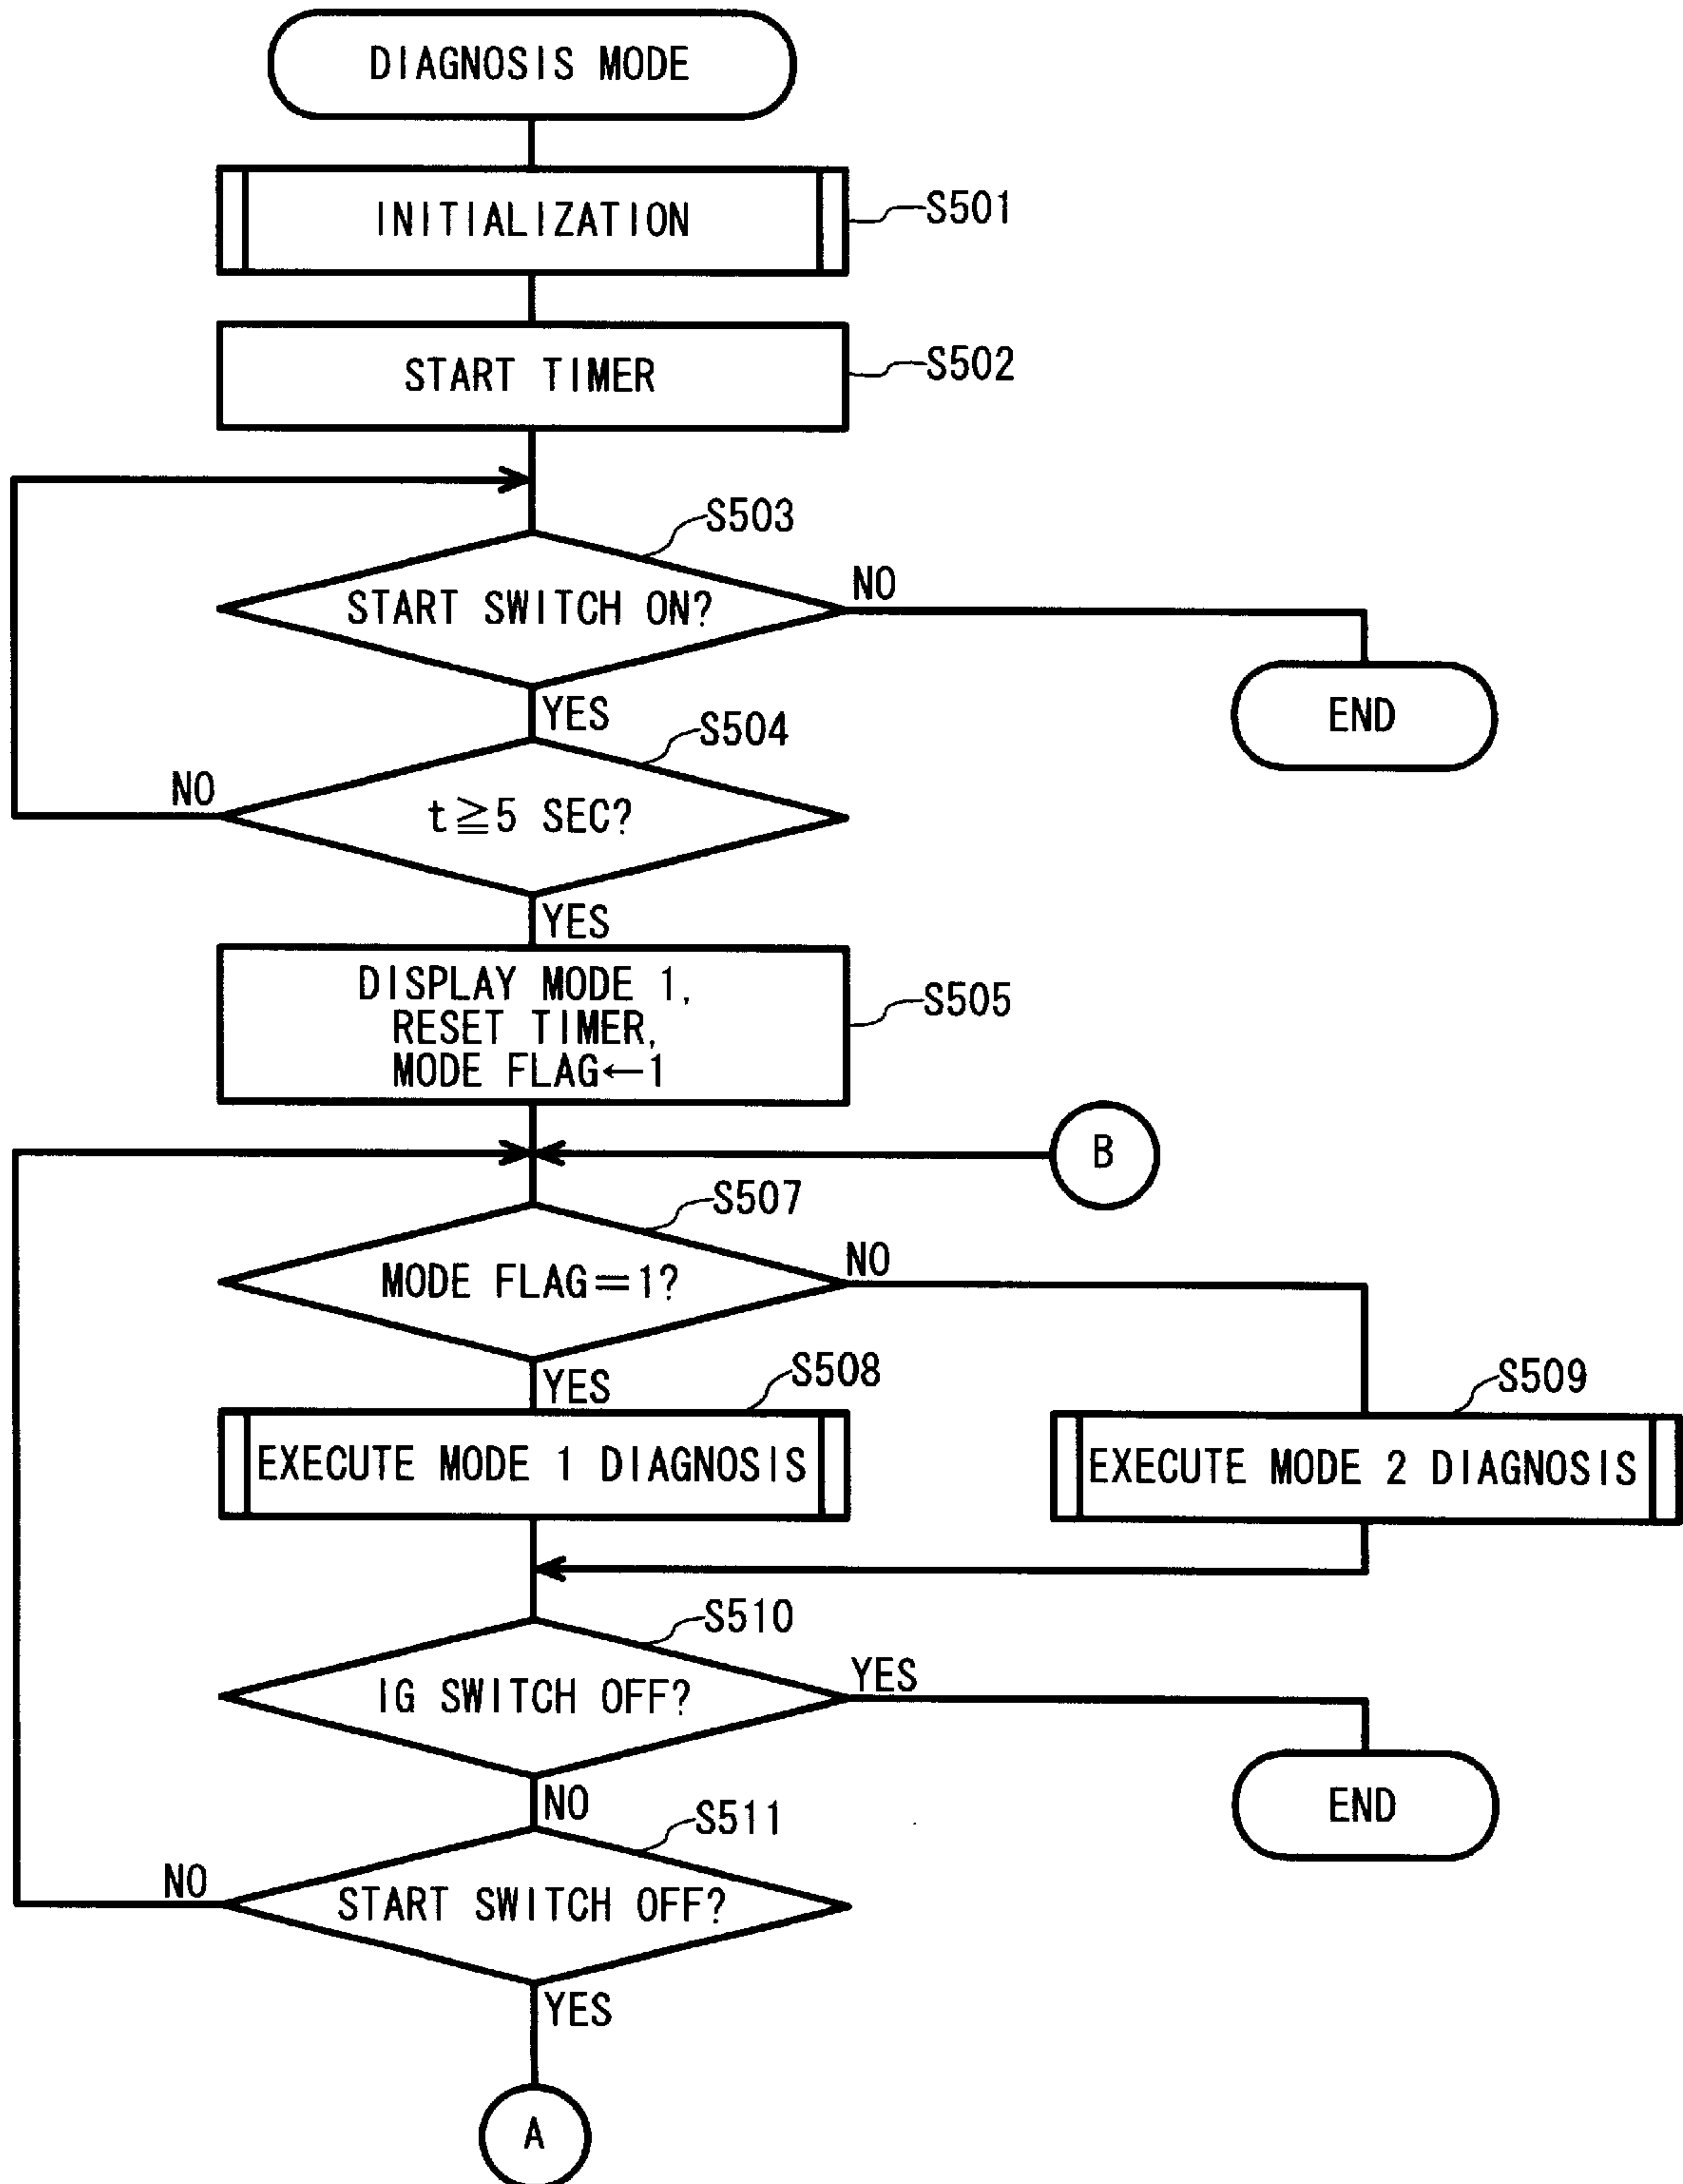 DIAGNOSIS MODE
INITIALIZATION
S501
START TIMER
S502
S503
START SWITCH ON?
NO
END
YES
S504
NO
t≧5 SEC?
YES
DISPLAY MODE 1,
RESET TIMER,
MODE FLAG←1
S505
B
S507
MODE FLAG=1?
NO
YES
S508
S509
EXECUTE MODE 1 DIAGNOSIS
EXECUTE MODE 2 DIAGNOSIS
S510
IG SWITCH OFF?
YES
END
NO
S511
NO
START SWITCH OFF?
YES
A